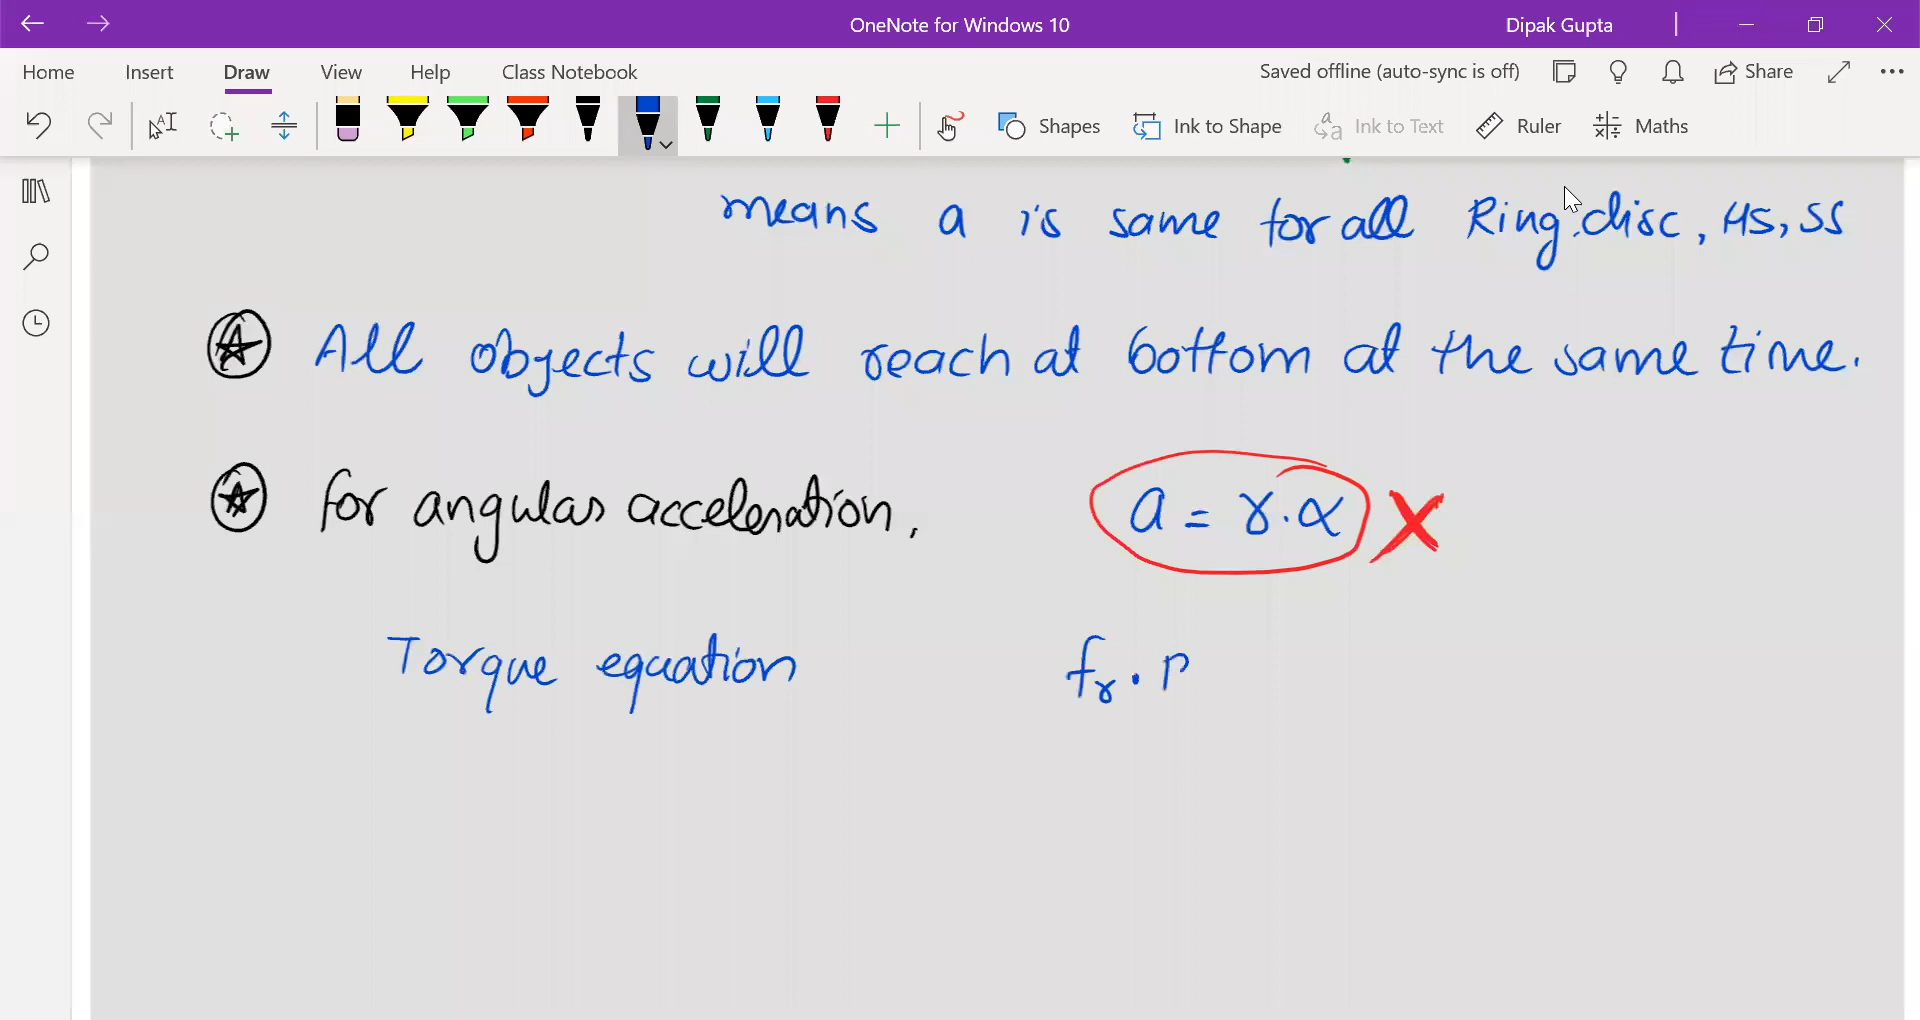 OneNote for Windows 10 Dipak Gupta
Home Insert Draw View Help Class Notebook Saved offline (auto-sync is off) Share
Shapes Ink to Shape Ink to Text Ruler Maths
means a is same for all Ring, disc, HS, SS
All objects will reach at bottom at the same time.
for angular acceleration, a = r.α X
Torque equation fr.